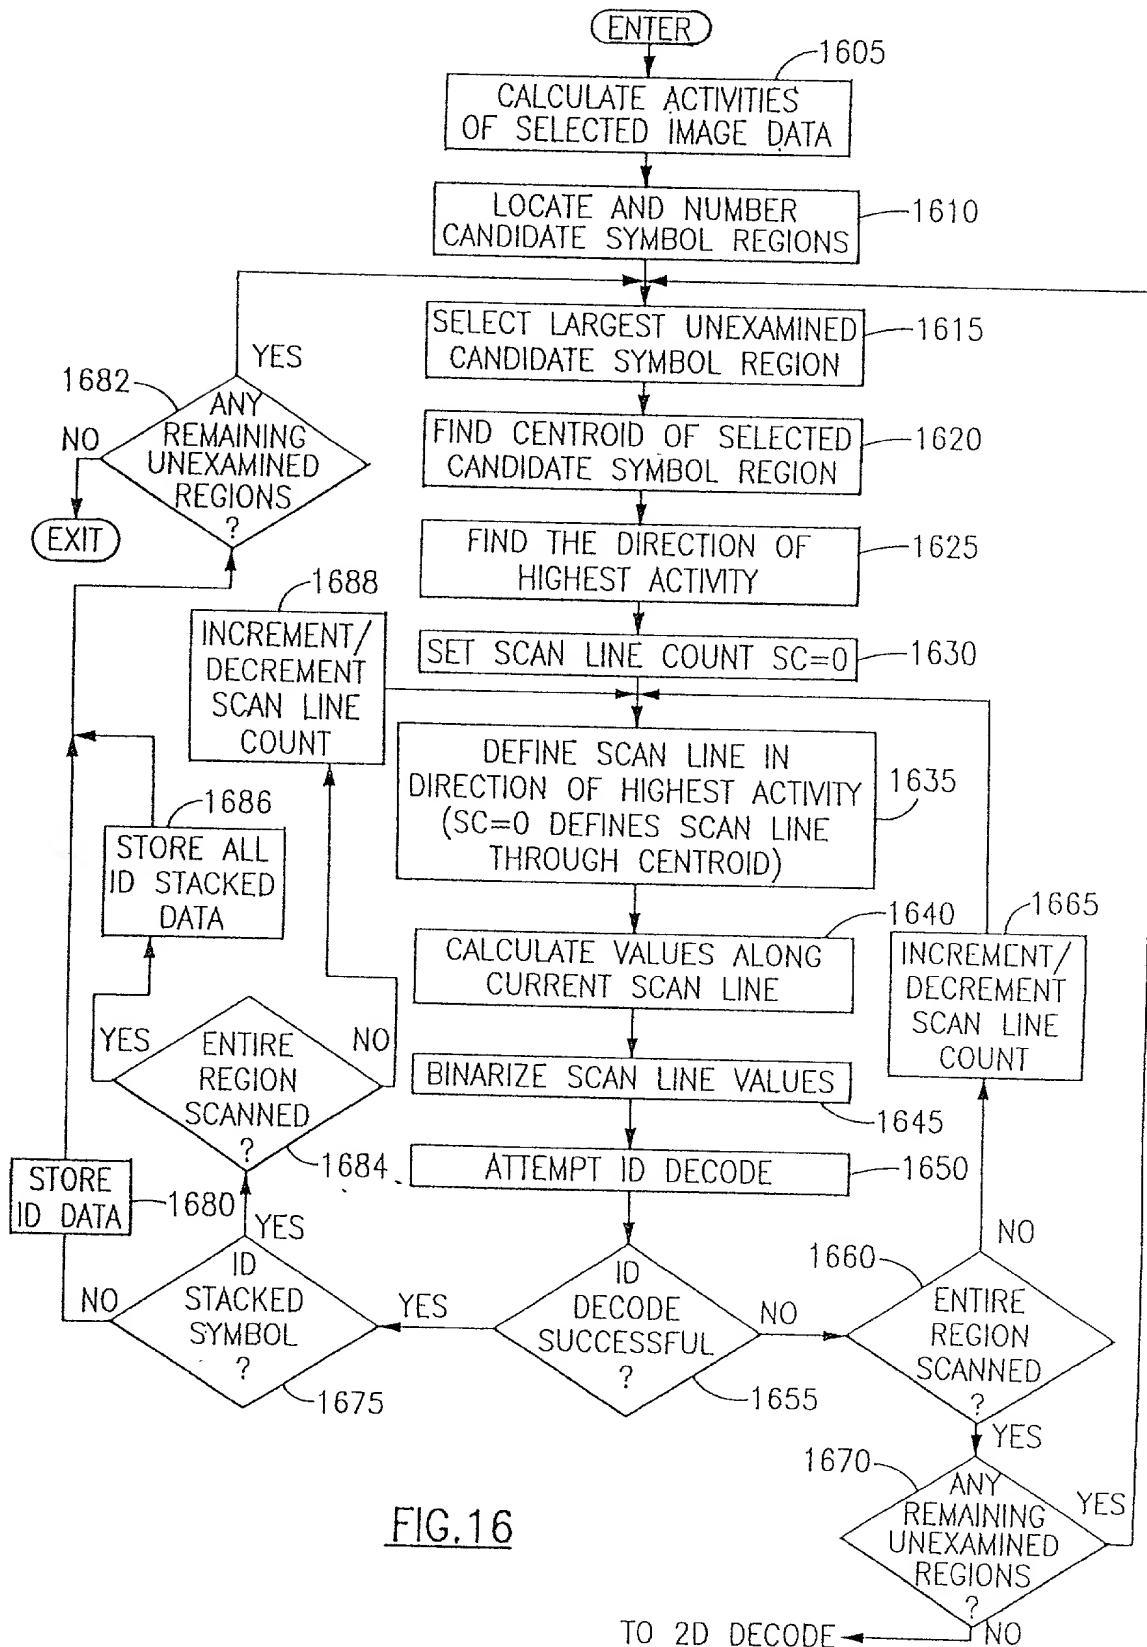 ENTER
1605
CALCULATE ACTIVITIES
OF SELECTED IMAGE DATA
LOCATE AND NUMBER
CANDIDATE SYMBOL REGIONS
1610
SELECT LARGEST UNEXAMINED
CANDIDATE SYMBOL REGION
1615
YES
1682
ANY
REMAINING
UNEXAMINED
REGIONS
?
NO
EXIT
FIND CENTROID OF SELECTED
CANDIDATE SYMBOL REGION
1620
FIND THE DIRECTION OF
HIGHEST ACTIVITY
1625
1688
INCREMENT/
DECREMENT
SCAN LINE
COUNT
SET SCAN LINE COUNT SC=0
1630
DEFINE SCAN LINE IN
DIRECTION OF HIGHEST ACTIVITY
(SC=0 DEFINES SCAN LINE
THROUGH CENTROID)
1635
1686
STORE ALL
ID STACKED
DATA
1640
CALCULATE VALUES ALONG
CURRENT SCAN LINE
1665
INCREMENT/
DECREMENT
SCAN LINE
COUNT
YES
ENTIRE
REGION
SCANNED
?
NO
1684
BINARIZE SCAN LINE VALUES
1645
ATTEMPT ID DECODE
1650
STORE
ID DATA
1680
YES
NO
ID
STACKED
SYMBOL
?
1675
YES
ID
DECODE
SUCCESSFUL
?
1655
NO
1660
NO
ENTIRE
REGION
SCANNED
?
YES
1670
ANY
REMAINING
UNEXAMINED
REGIONS
?
YES
NO
TO 2D DECODE
FIG.16